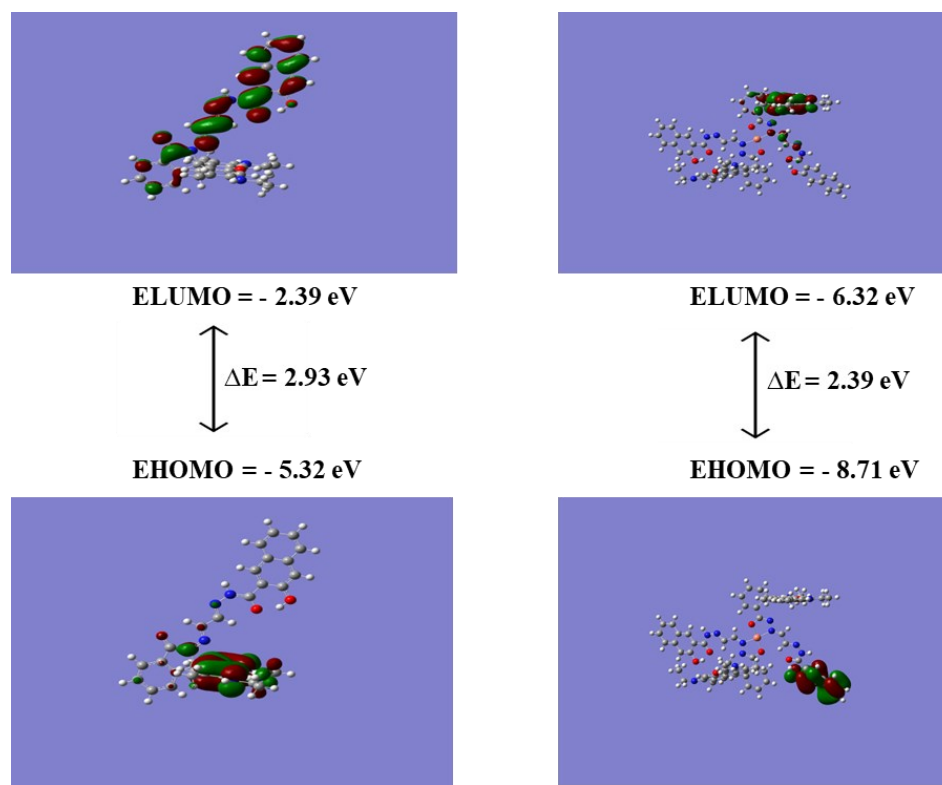 ELUMO = - 2.39 eV
ΔE = 2.93 eV
EHOMO = - 5.32 eV
ELUMO = - 6.32 eV
ΔE = 2.39 eV
EHOMO = - 8.71 eV